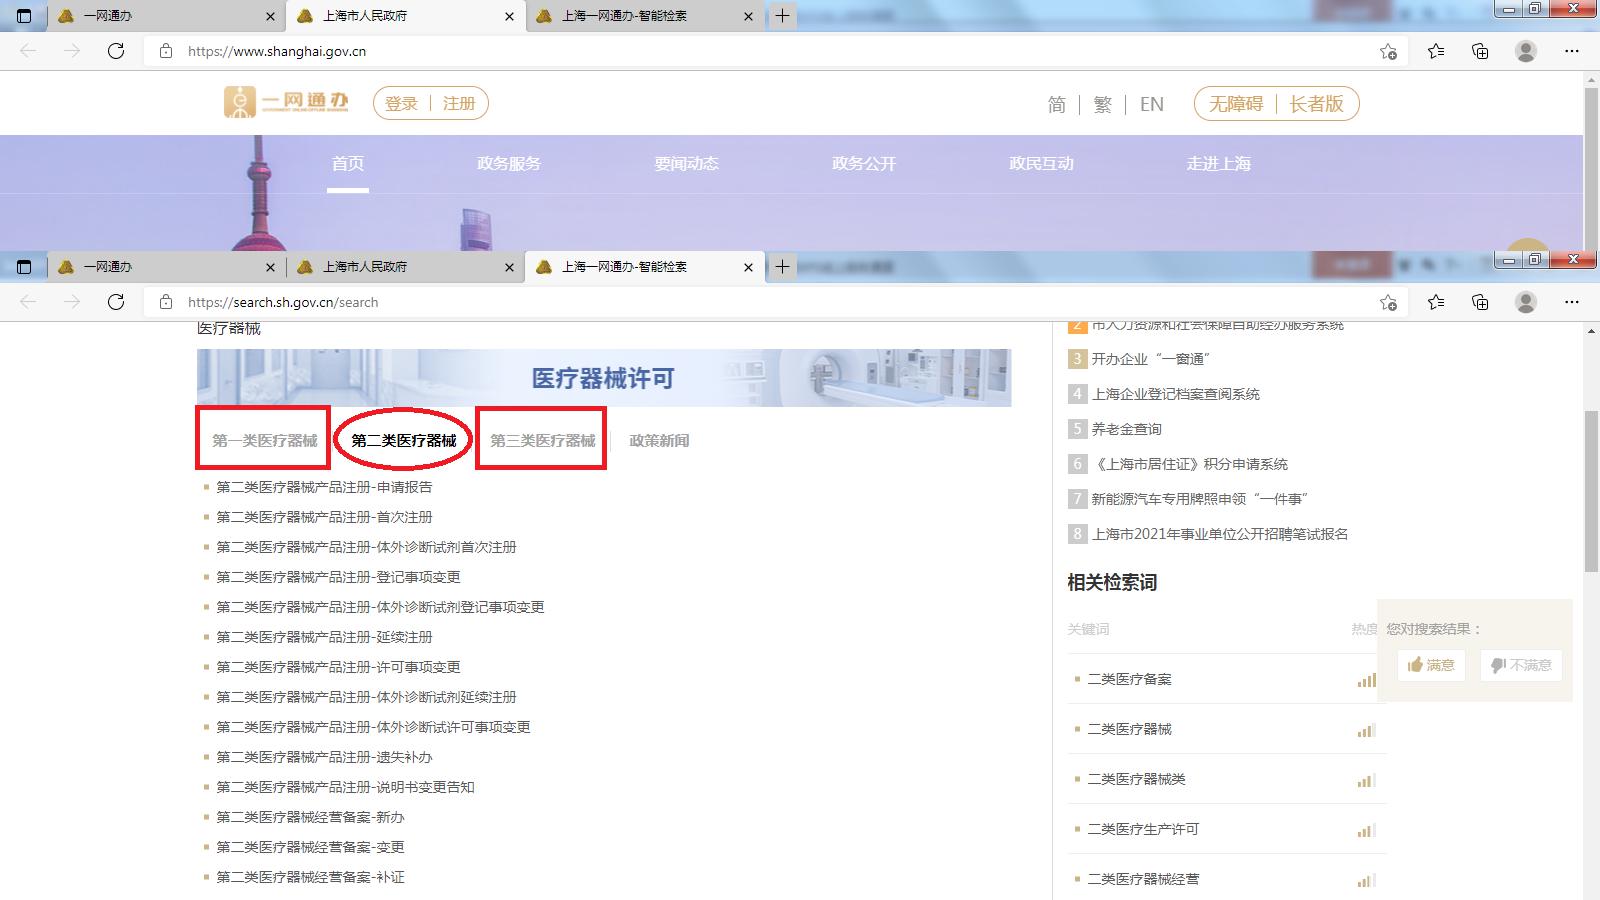 一网通办
上海市人民政府
上海一网通办-智能检索
https://www.shanghai.gov.cn
一网通办
登录 | 注册
简 | 繁 | EN
无障碍 | 长者版
首页
政务服务
要闻动态
政务公开
政民互动
走进上海
一网通办
上海市人民政府
上海一网通办-智能检索
https://search.sh.gov.cn/search
医疗器械
医疗器械许可
第一类医疗器械
第二类医疗器械
第三类医疗器械
政策新闻
第二类医疗器械产品注册-申请报告
第二类医疗器械产品注册-首次注册
第二类医疗器械产品注册-体外诊断试剂首次注册
第二类医疗器械产品注册-登记事项变更
第二类医疗器械产品注册-体外诊断试剂登记事项变更
第二类医疗器械产品注册-延续注册
第二类医疗器械产品注册-许可事项变更
第二类医疗器械产品注册-体外诊断试剂延续注册
第二类医疗器械产品注册-体外诊断试许可事项变更
第二类医疗器械产品注册-遗失补办
第二类医疗器械产品注册-说明书变更告知
第二类医疗器械经营备案-新办
第二类医疗器械经营备案-变更
第二类医疗器械经营备案-补证
2 市人力资源和社会保障自助经办服务系统
3 开办企业“一窗通”
4 上海企业登记档案查阅系统
5 养老金查询
6 《上海市居住证》积分申请系统
7 新能源汽车专用牌照申领“一件事”
8 上海市2021年事业单位公开招聘笔试报名
相关检索词
关键词
热度
二类医疗备案
二类医疗器械
二类医疗器械类
二类医疗生产许可
二类医疗器械经营
您对搜索结果：
满意
不满意